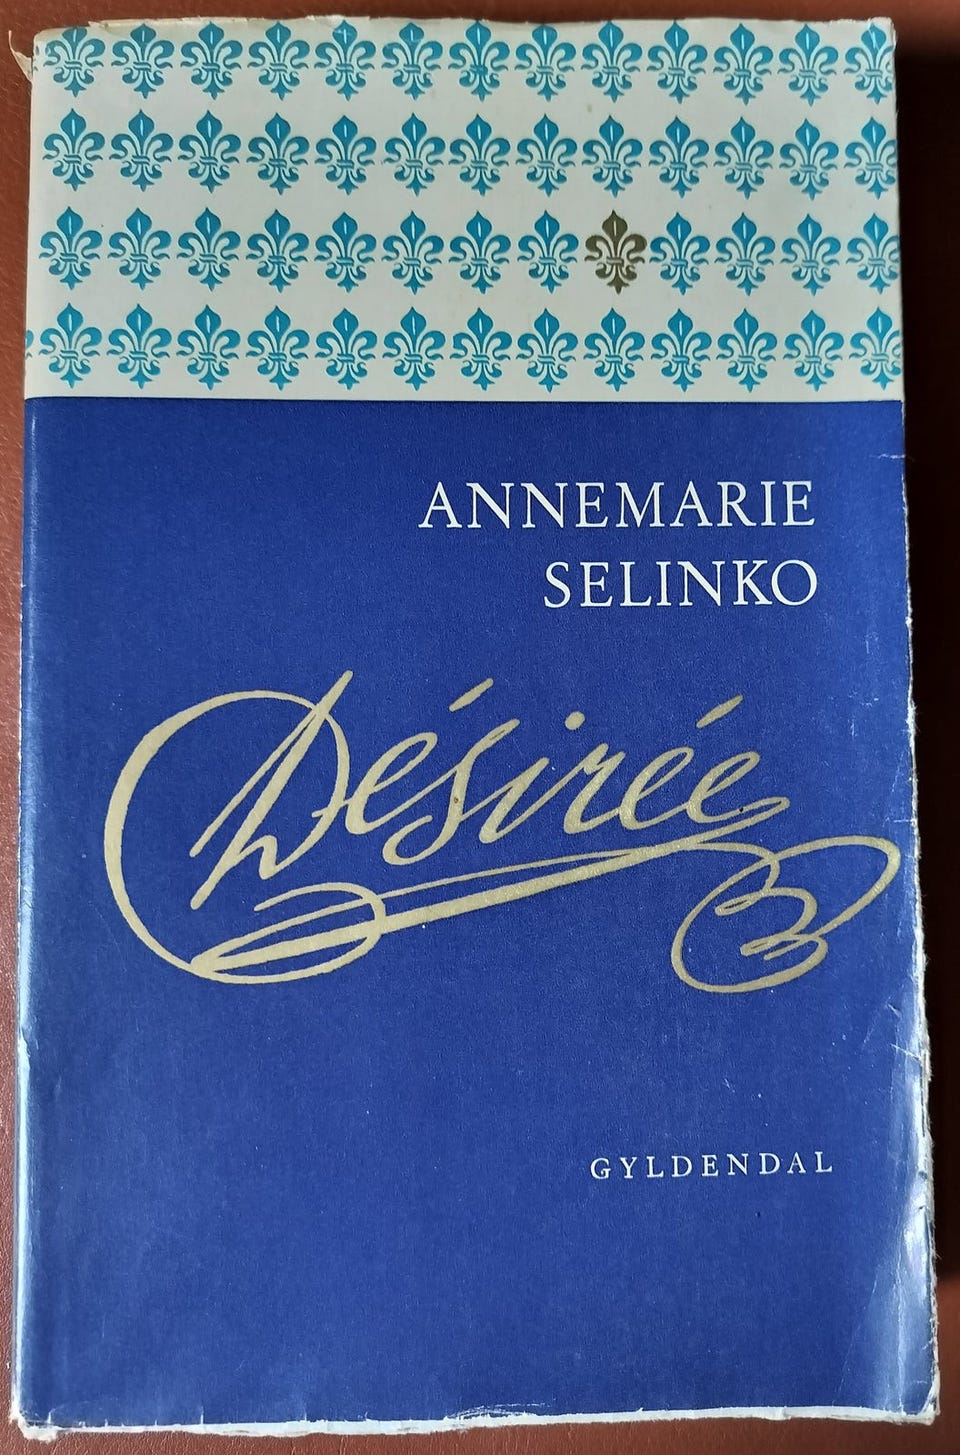 ANNEMARIE
SELINKO
Désirée
GYLDENDAL